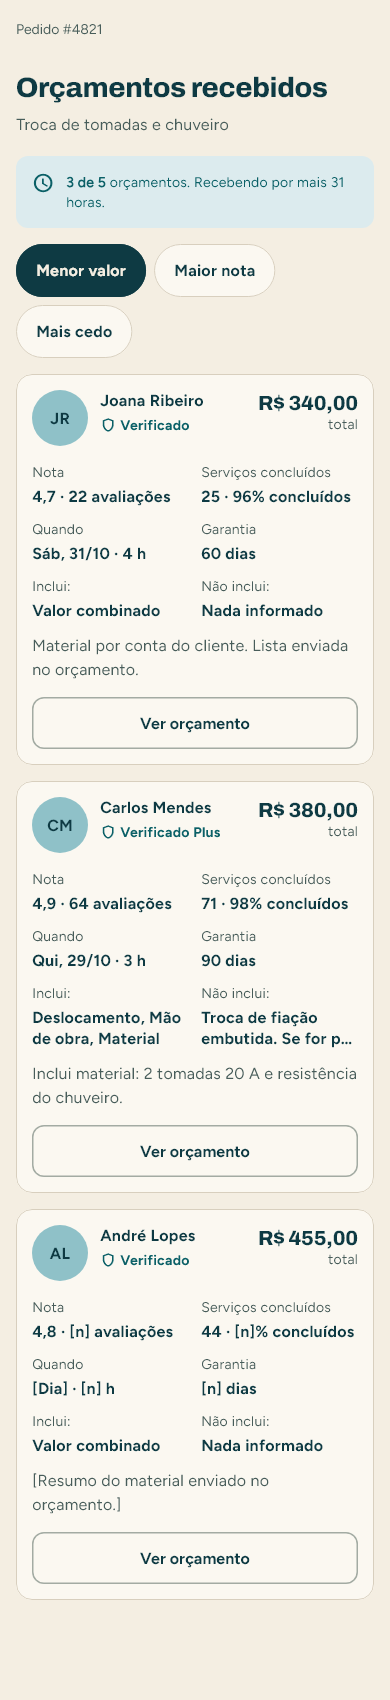 Pedido #4821
Orçamentos recebidos
Troca de tomadas e chuveiro
3 de 5 orçamentos. Recebendo por mais 31
horas.
Menor valor
Maior nota
Mais cedo
JR
Joana Ribeiro
R$ 340,00
Verificado
total
Nota
Serviços concluídos
4,7 · 22 avaliações
25 · 96% concluídos
Quando
Garantia
Sáb, 31/10 · 4 h
60 dias
Inclui:
Não inclui:
Valor combinado
Nada informado
Material por conta do cliente. Lista enviada
no orçamento.
Ver orçamento
CM
Carlos Mendes
R$ 380,00
Verificado Plus
total
Nota
Serviços concluídos
4,9 · 64 avaliações
71 · 98% concluídos
Quando
Garantia
Qui, 29/10 · 3 h
90 dias
Inclui:
Não inclui:
Deslocamento, Mão
de obra, Material
Troca de fiação
embutida. Se for p...
Inclui material: 2 tomadas 20 A e resistência
do chuveiro.
Ver orçamento
AL
André Lopes
R$ 455,00
Verificado
total
Nota
Serviços concluídos
4,8 · [n] avaliações
44 · [n]% concluídos
Quando
Garantia
[Dia] · [n] h
[n] dias
Inclui:
Não inclui:
Valor combinado
Nada informado
[Resumo do material enviado no
orçamento.]
Ver orçamento